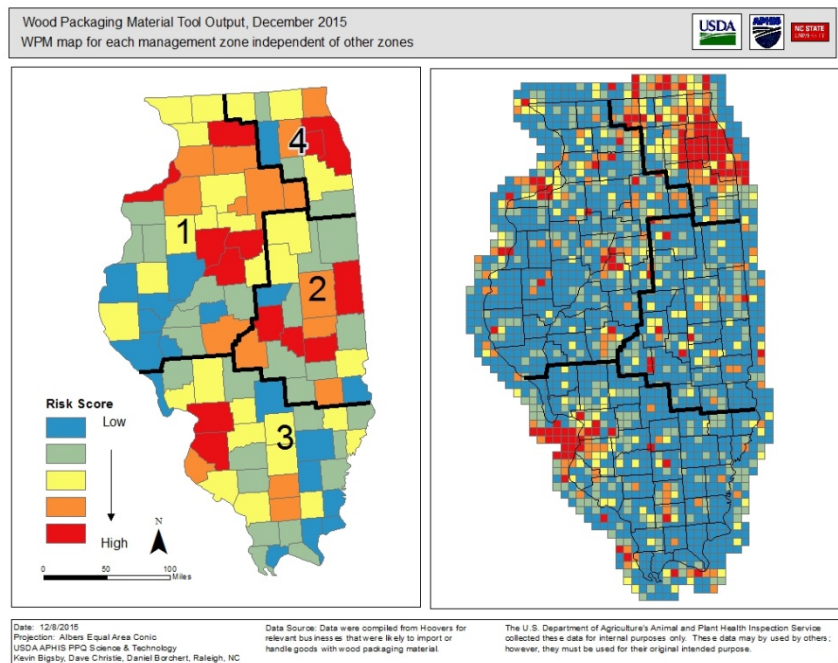 Wood Packaging Material Tool Output, December 2015
WPM map for each management zone independent of other zones
USDA
APHIS
NC STATE
UNIVERSITY
4
1
2
3
Risk Score
Low
High
N
0 50 100
Miles
Date: 12/8/2015
Projection: Albers Equal Area Conic
USDA APHIS PPQ Science & Technology
Kevin Bigsby, Dave Christie, Daniel Borchert, Raleigh, NC
Data Source: Data were compiled from Hoovers for
relevant businesses that were likely to import or
handle goods with wood packaging material.
The U.S. Department of Agriculture's Animal and Plant Health Inspection Service
collected these data for internal purposes only. These data may by used by others;
however, they must be used for their original intended purpose.